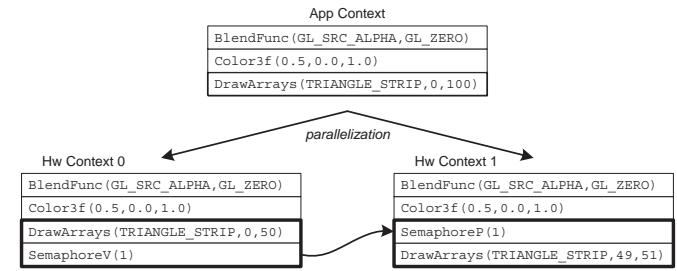 App Context
BlendFunc(GL_SRC_ALPHA,GL_ZERO)
Color3f(0.5,0.0,1.0)
DrawArrays(TRIANGLE_STRIP,0,100)
parallelization
Hw Context 0
BlendFunc(GL_SRC_ALPHA,GL_ZERO)
Color3f(0.5,0.0,1.0)
DrawArrays(TRIANGLE_STRIP,0,50)
SemaphoreV(1)
Hw Context 1
BlendFunc(GL_SRC_ALPHA,GL_ZERO)
Color3f(0.5,0.0,1.0)
SemaphoreP(1)
DrawArrays(TRIANGLE_STRIP,49,51)